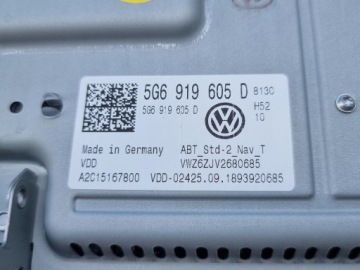 5G6 919 605 D 8130
5G6 919 605 D H52
10
Made in Germany ABT_Std-2_Nav_T
VDD VWZ6ZJV2680685
A2C15167800 VDD-02425.09.1893920685